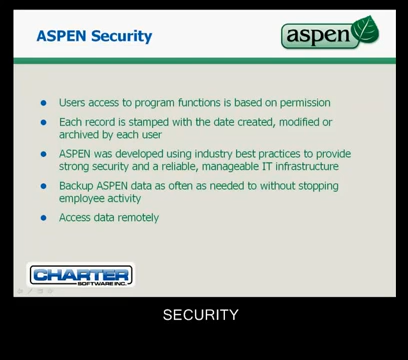 ASPEN Security
aspen
Users access to program functions is based on permission
Each record is stamped with the date created, modified or
archived by each user
ASPEN was developed using industry best practices to provide
strong security and a reliable, manageable IT infrastructure
Backup ASPEN data as often as needed to without stopping
employee activity
Access data remotely
CHARTER
SOFTWARE INC.
SECURITY